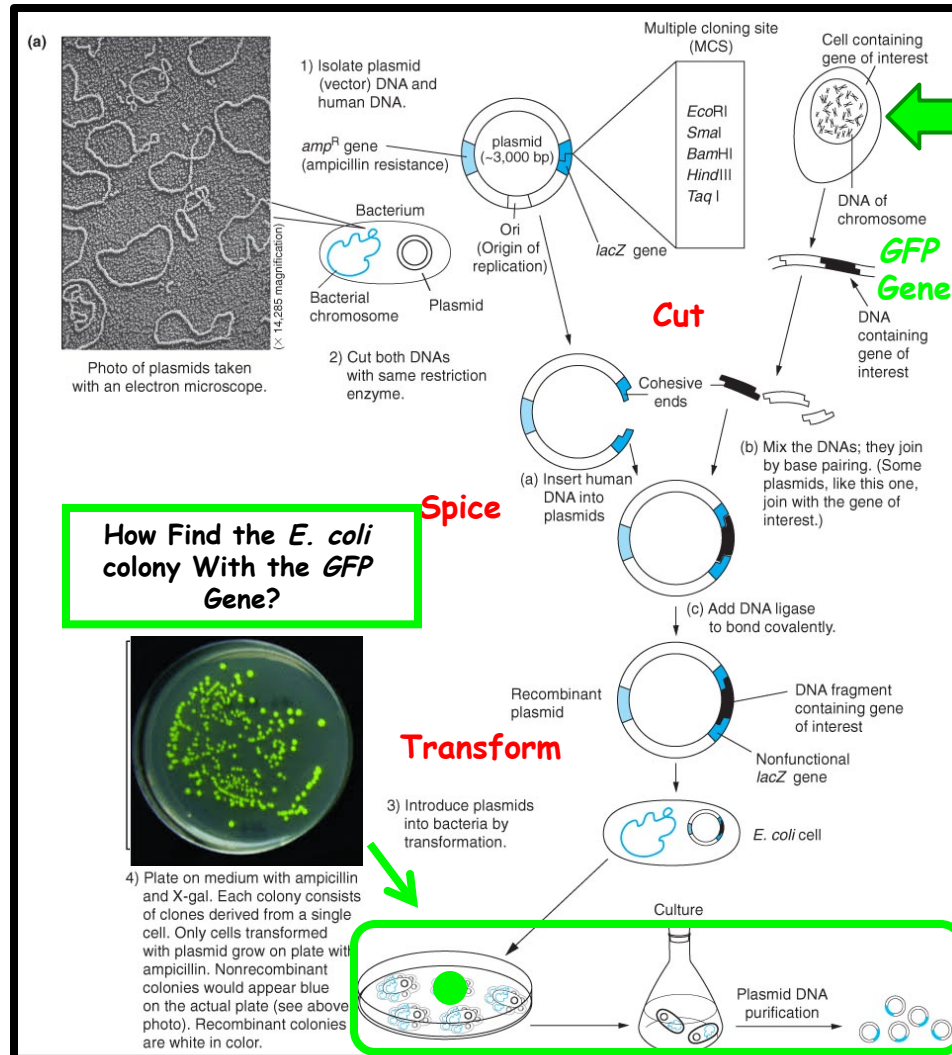 (a)
1) Isolate plasmid
(vector) DNA and
human DNA.
Multiple cloning site
(MCS)
EcoRI
SmaI
BamHI
HindIII
Taq I
Cell containing
gene of interest
ampR gene
(ampicillin resistance)
plasmid
(~3,000 bp)
Ori
(Origin of
replication)
lacZ gene
DNA of
chromosome
Bacterium
Bacterial
chromosome
Plasmid
(× 14,285 magnification)
Photo of plasmids taken
with an electron microscope.
GFP
Gene
DNA
containing
gene of
interest
Cut
2) Cut both DNAs
with same restriction
enzyme.
Cohesive
ends
(a) Insert human
DNA into
plasmids
(b) Mix the DNAs; they join
by base pairing. (Some
plasmids, like this one,
join with the gene of
interest.)
Spice
How Find the E. coli
colony With the GFP
Gene?
(c) Add DNA ligase
to bond covalently.
Recombinant
plasmid
DNA fragment
containing gene
of interest
Nonfunctional
lacZ gene
Transform
3) Introduce plasmids
into bacteria by
transformation.
E. coli cell
4) Plate on medium with ampicillin
and X-gal. Each colony consists
of clones derived from a single
cell. Only cells transformed
with plasmid grow on plate with
ampicillin. Nonrecombinant
colonies would appear blue
on the actual plate (see above
photo). Recombinant colonies
are white in color.
Culture
Plasmid DNA
purification